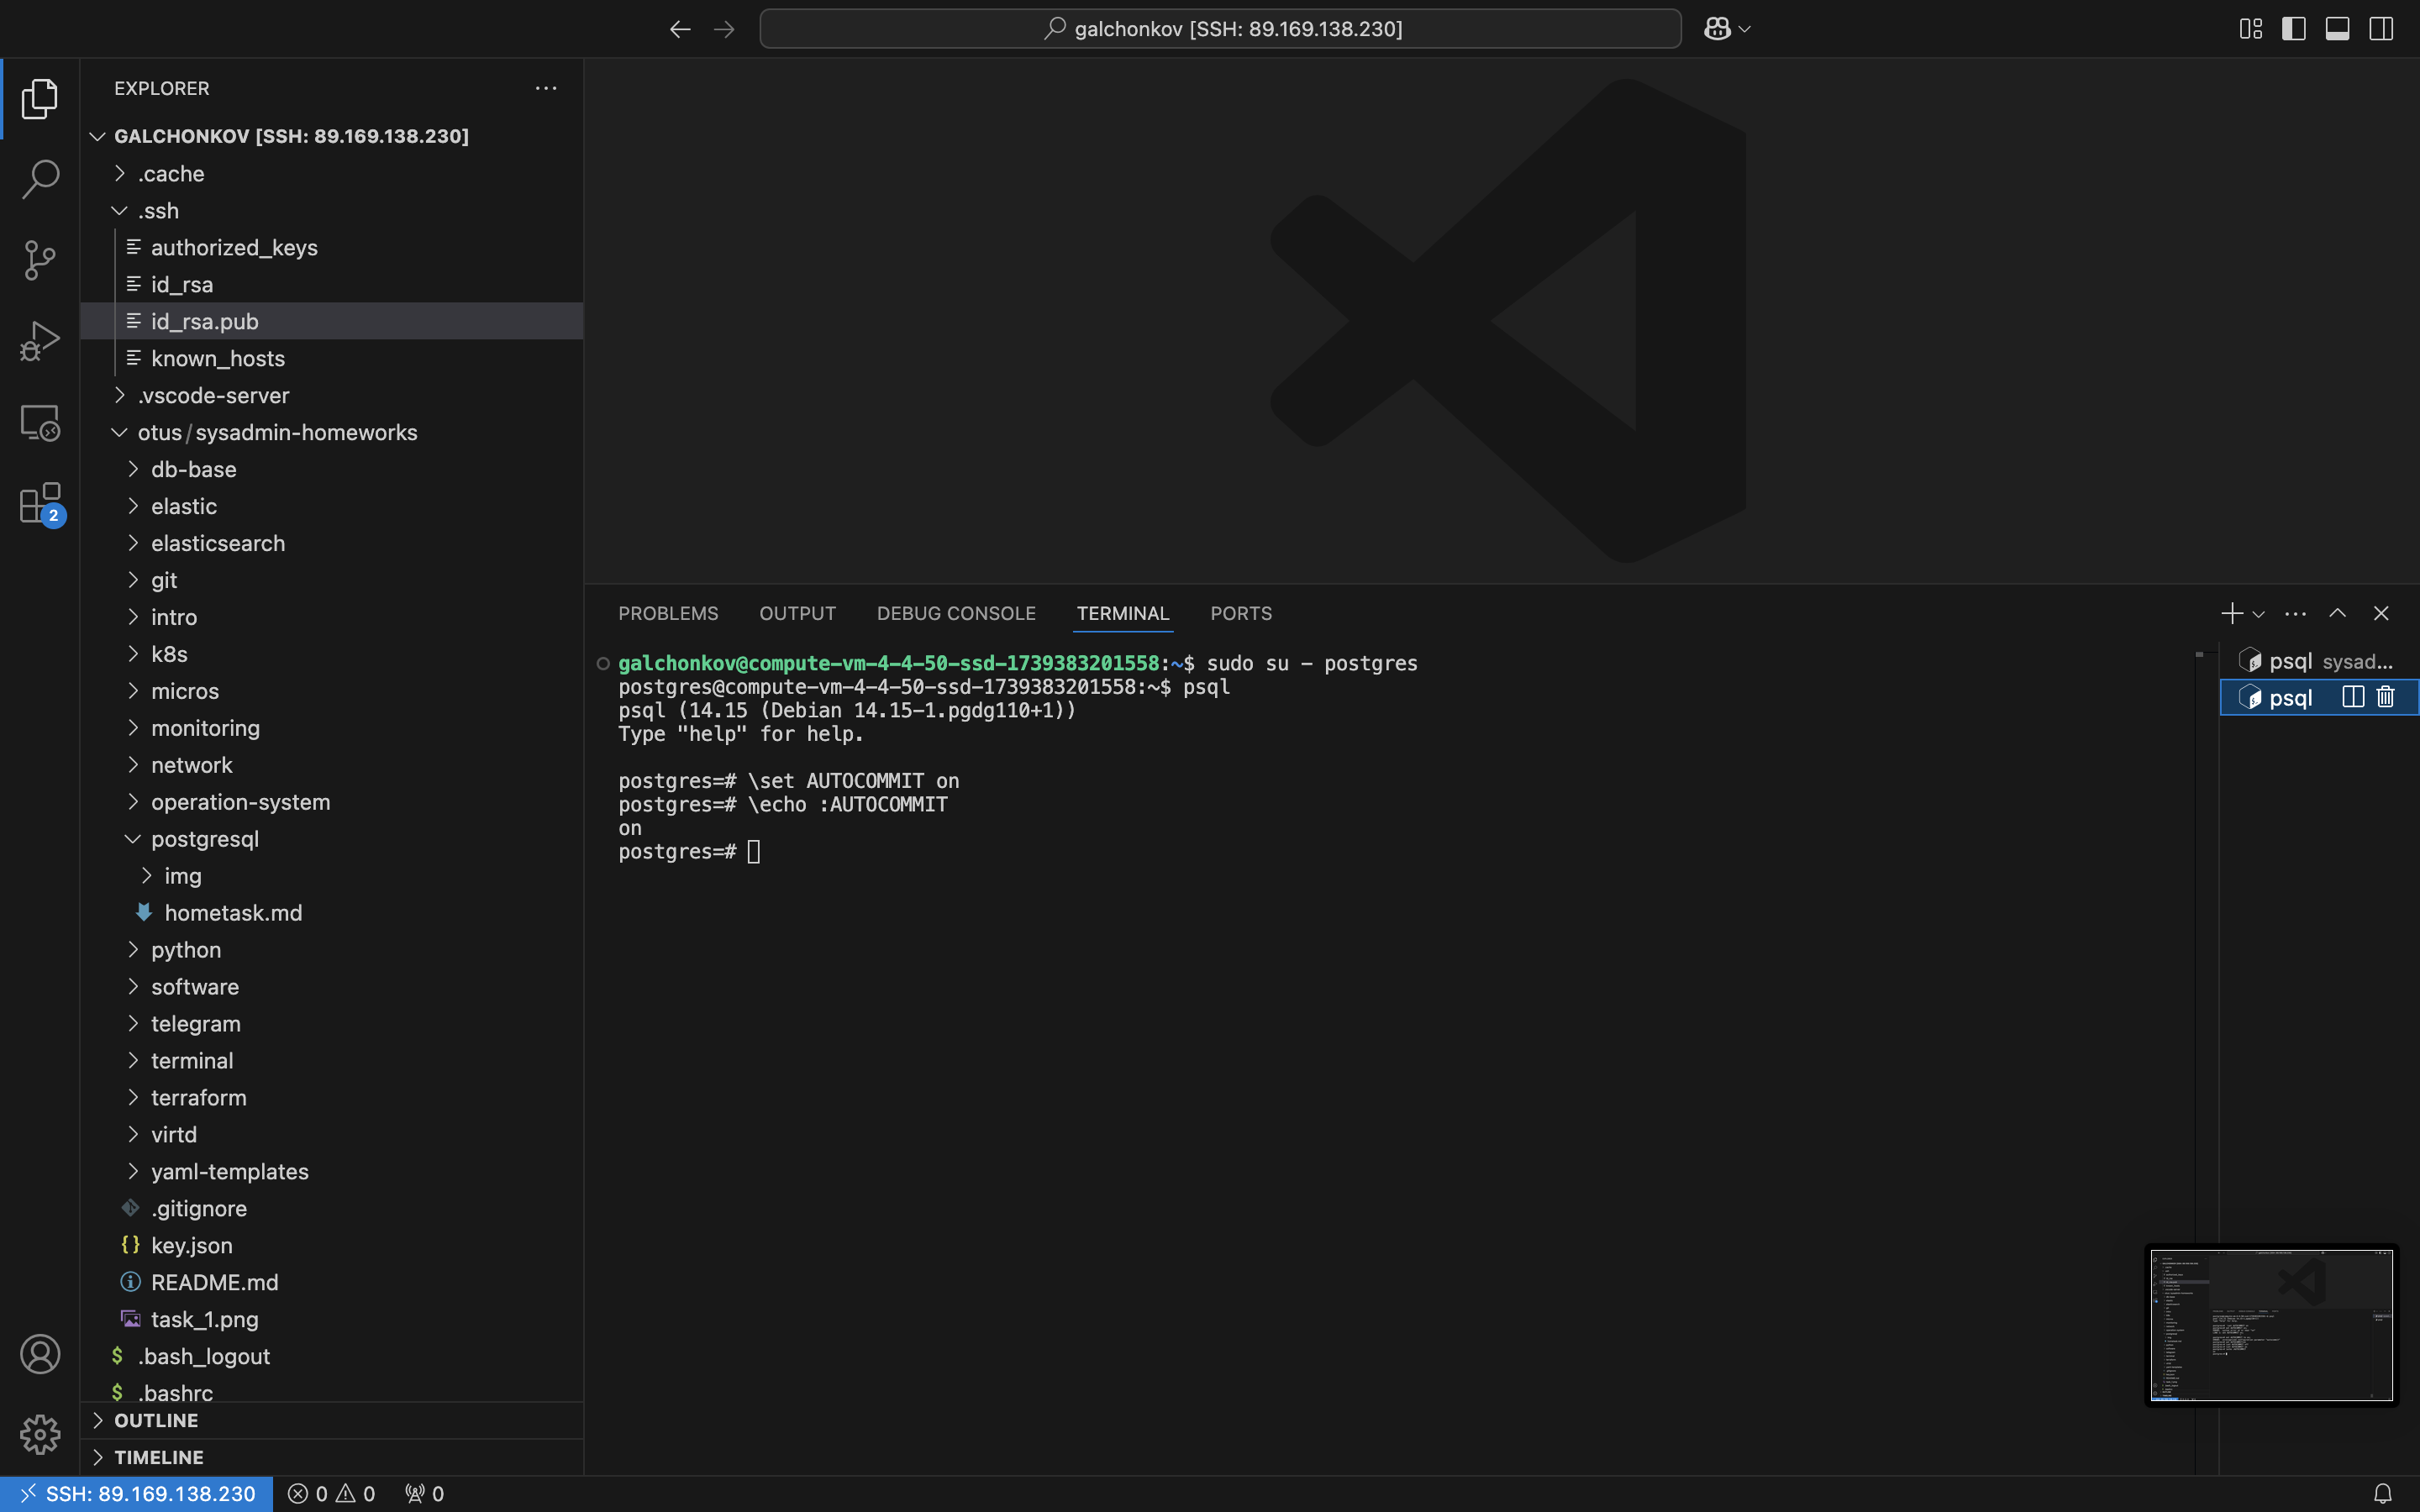 galchonkov [SSH: 89.169.138.230]
EXPLORER
GALCHONKOV [SSH: 89.169.138.230]
.cache
.ssh
authorized_keys
id_rsa
id_rsa.pub
known_hosts
.vscode-server
otus/sysadmin-homeworks
db-base
elastic
elasticsearch
git
intro
k8s
micros
monitoring
network
operation-system
postgresql
img
hometask.md
python
software
telegram
terminal
terraform
virtd
yaml-templates
.gitignore
key.json
README.md
task_1.png
.bash_logout
.bashrc
OUTLINE
TIMELINE
2
PROBLEMS OUTPUT DEBUG CONSOLE TERMINAL PORTS
galchonkov@compute-vm-4-4-50-ssd-1739383201558:~$ sudo su - postgres
postgres@compute-vm-4-4-50-ssd-1739383201558:~$ psql
psql (14.15 (Debian 14.15-1.pgdg110+1))
Type "help" for help.
postgres=# \set AUTOCOMMIT on
postgres=# \echo :AUTOCOMMIT
on
postgres=#
psql sysad...
psql
SSH: 89.169.138.230 0 0 0